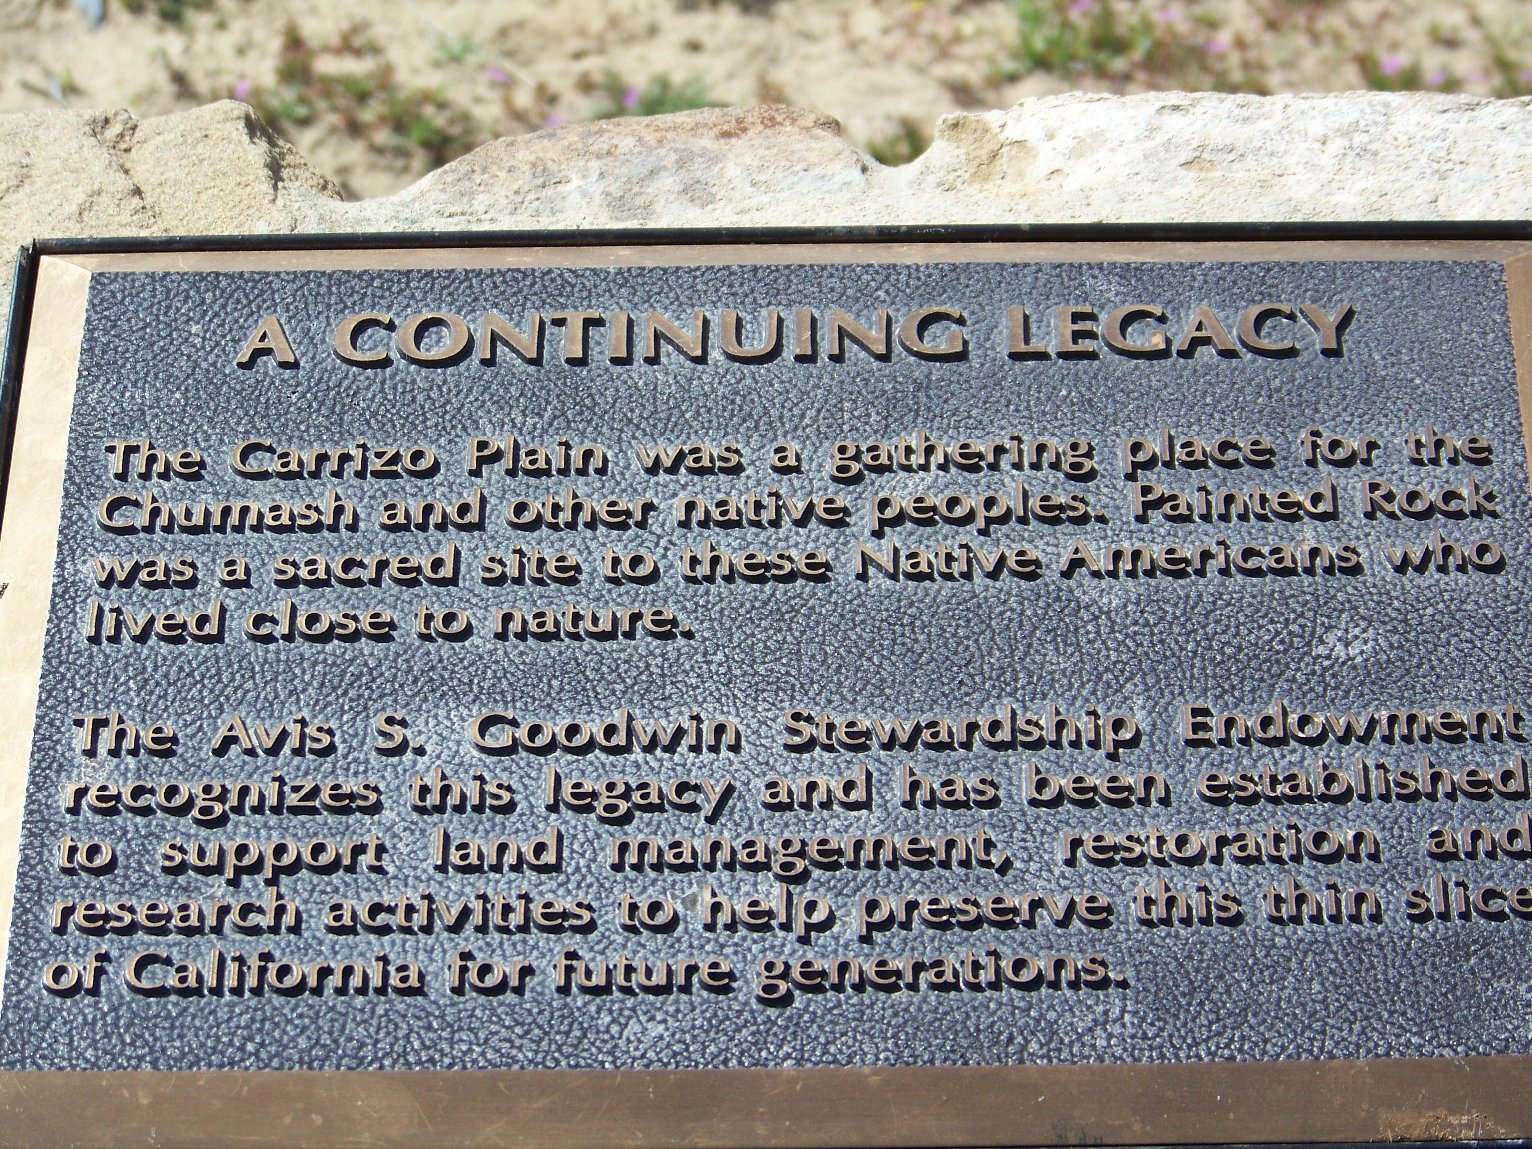 A CONTINUING LEGACY
The Carrizo Plain was a gathering place for the
Chumash and other native peoples. Painted Rock
was a sacred site to these Native Americans who
lived close to nature.
The Avis S. Goodwin Stewardship Endowment
recognizes this legacy and has been established
to support land management, restoration and
research activities to help preserve this thin slice
of California for future generations.